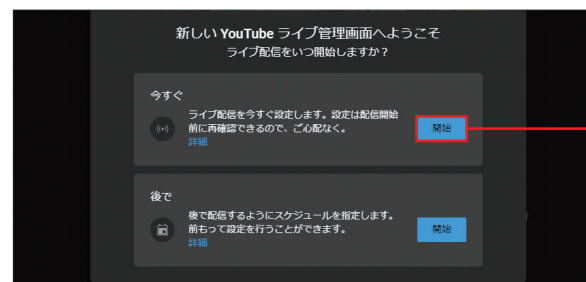 新しい YouTube ライブ管理画面へようこそ
ライブ配信をいつ開始しますか？
今すぐ
ライブ配信を今すぐ設定します。設定は配信開始
前に再確認できるので、ご心配なく。
詳細
開始
後で
後で配信するようにスケジュールを指定します。
前もって設定を行うことができます。
詳細
開始